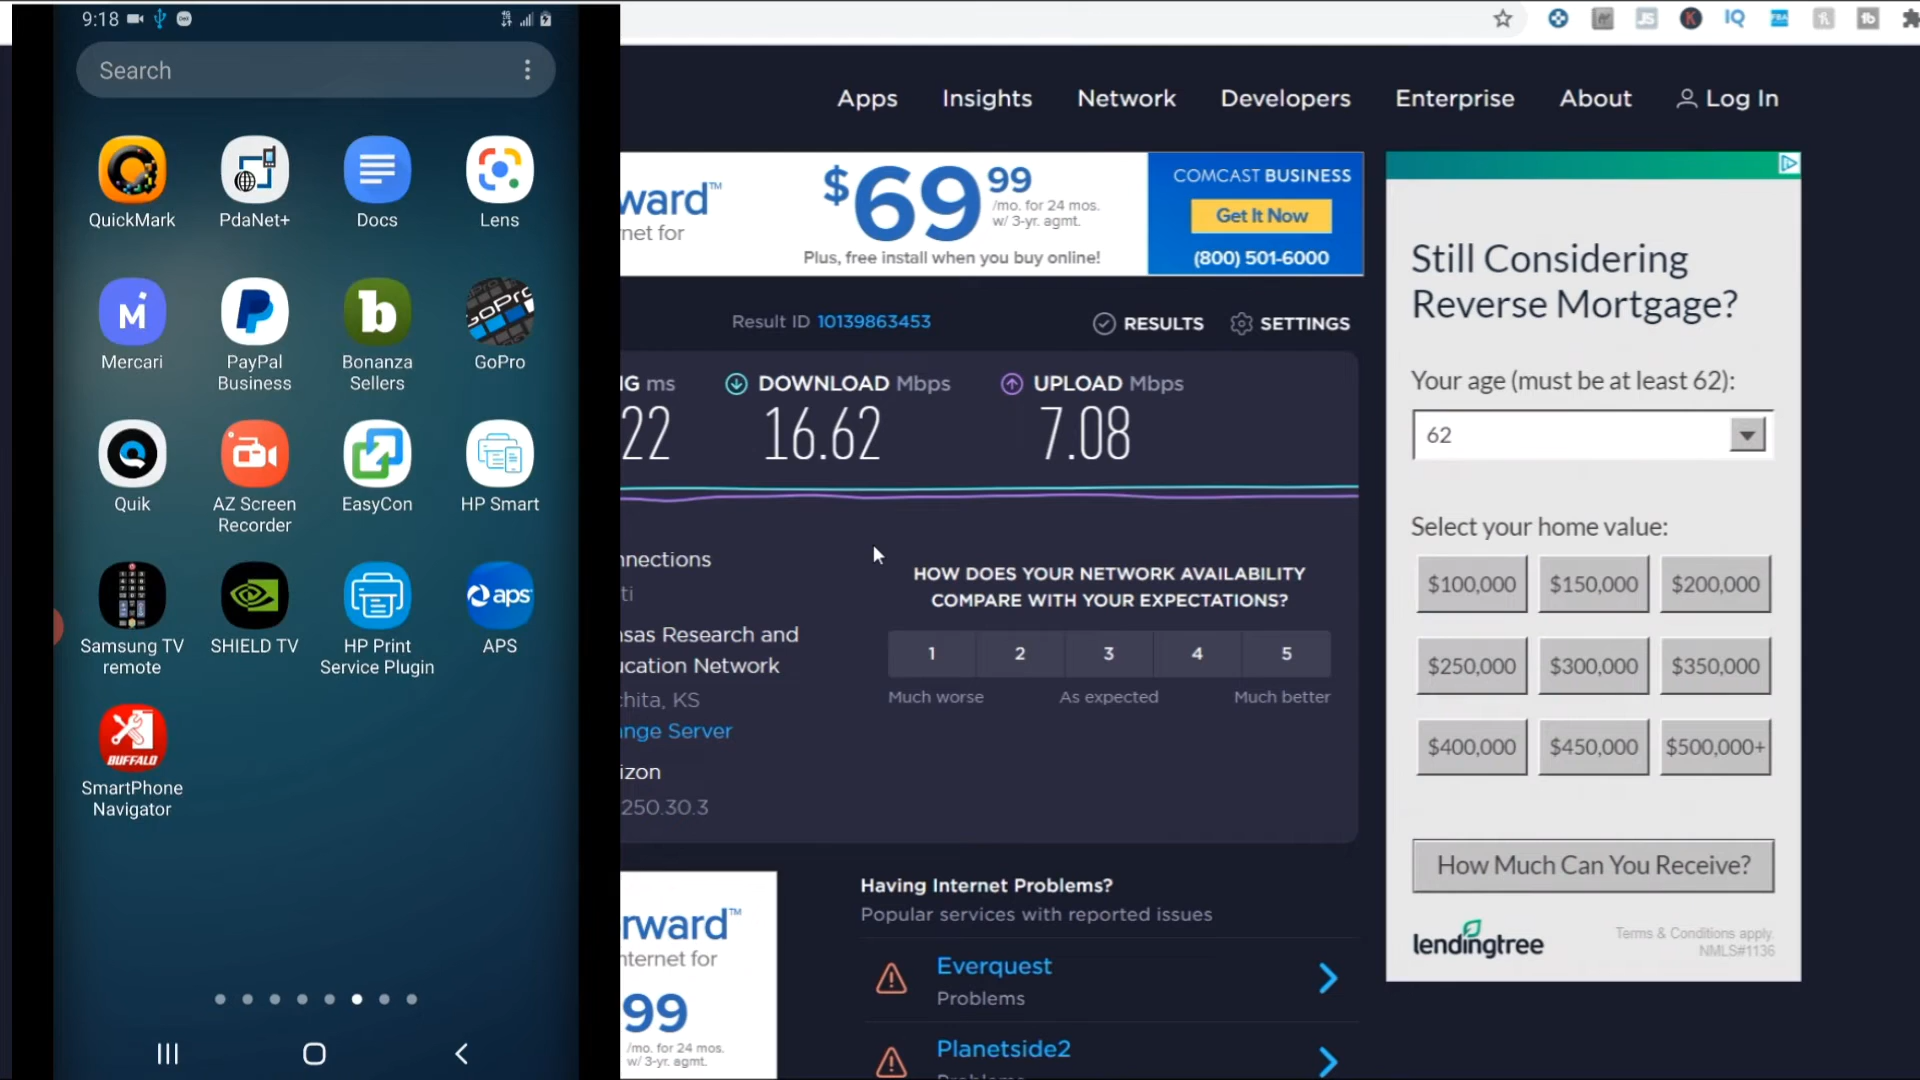 9:18
Search
QuickMark
PdaNet+
Docs
Lens
Mercari
PayPal
Business
Bonanza
Sellers
GoPro
Quik
AZ Screen
Recorder
EasyCon
HP Smart
Samsung TV
remote
SHIELD TV
HP Print
Service Plugin
aps
APS
BUFFALO
SmartPhone
Navigator
Apps
Insights
Network
Developers
Enterprise
About
Log In
ward™
net for
$69.99
/mo. for 24 mos.
w/ 3-yr. agmt.
Plus, free install when you buy online!
COMCAST BUSINESS
Get It Now
(800) 501-6000
Result ID 10139863453
RESULTS
SETTINGS
IG ms
22
DOWNLOAD Mbps
16.62
UPLOAD Mbps
7.08
nnections
ti
nsas Research and
ucation Network
chita, KS
ange Server
izon
250.30.3
HOW DOES YOUR NETWORK AVAILABILITY
COMPARE WITH YOUR EXPECTATIONS?
1 2 3 4 5
Much worse
As expected
Much better
rward™
nternet for
99
/mo. for 24 mos.
w/ 3-yr. agmt.
Having Internet Problems?
Popular services with reported issues
Everquest
Problems
Planetside2
Still Considering
Reverse Mortgage?
Your age (must be at least 62):
62
Select your home value:
$100,000 $150,000 $200,000
$250,000 $300,000 $350,000
$400,000 $450,000 $500,000+
How Much Can You Receive?
lendingtree
Terms & Conditions apply.
NMLS#1136